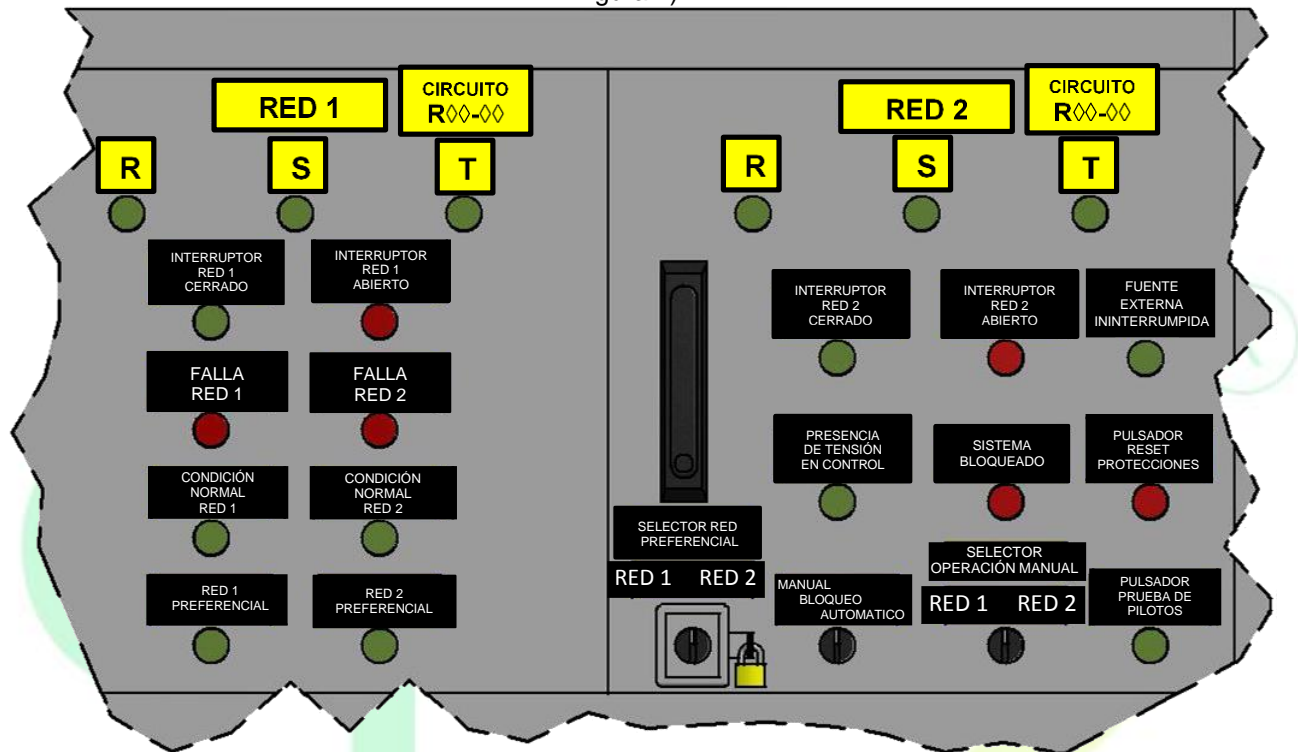 RED 1
CIRCUITO
R◊◊-◊◊
R
S
T
INTERRUPTOR
RED 1
CERRADO
INTERRUPTOR
RED 1
ABIERTO
FALLA
RED 1
FALLA
RED 2
CONDICIÓN
NORMAL
RED 1
CONDICIÓN
NORMAL
RED 2
RED 1
PREFERENCIAL
RED 2
PREFERENCIAL
RED 2
CIRCUITO
R◊◊-◊◊
R
S
T
INTERRUPTOR
RED 2
CERRADO
INTERRUPTOR
RED 2
ABIERTO
FUENTE
EXTERNA
ININTERRUMPIDA
PRESENCIA
DE TENSIÓN
EN CONTROL
SISTEMA
BLOQUEADO
PULSADOR
RESET
PROTECCIONES
SELECTOR RED
PREFERENCIAL
RED 1 RED 2
MANUAL
BLOQUEO
AUTOMATICO
SELECTOR
OPERACIÓN MANUAL
RED 1 RED 2
PULSADOR
PRUEBA DE
PILOTOS